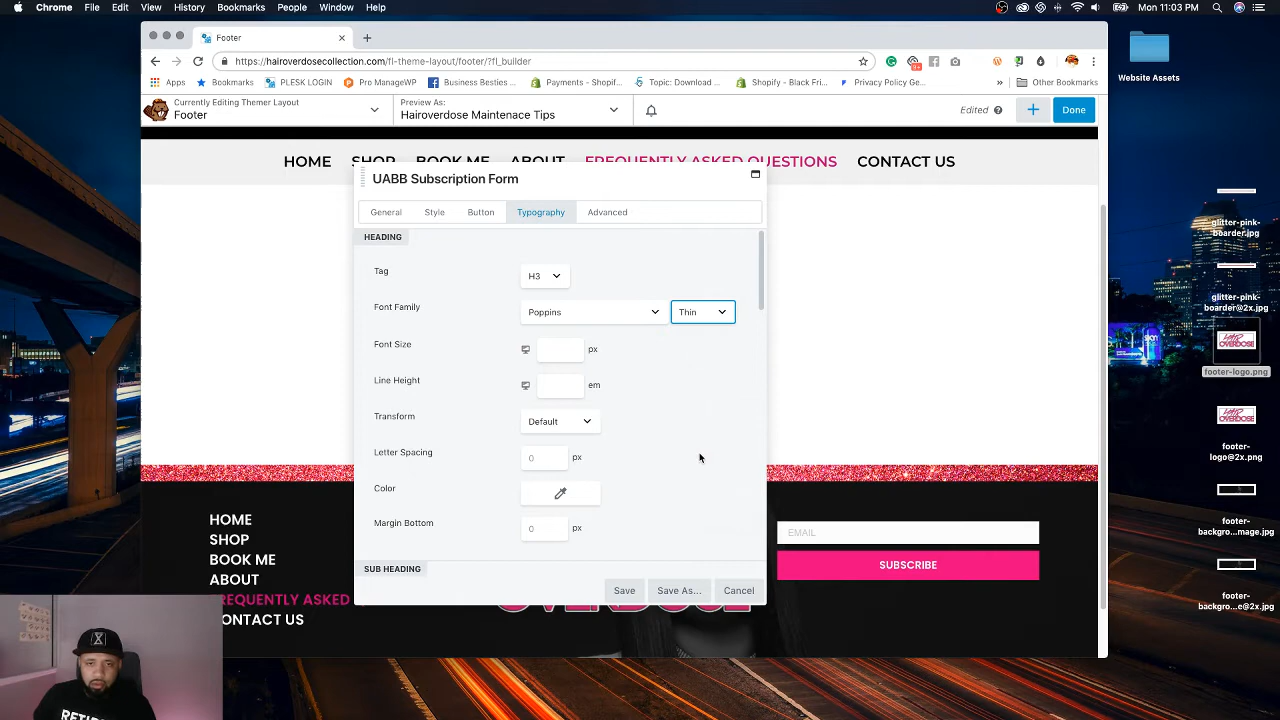 Chrome File Edit View History Bookmarks People Window Help
Mon 11:03 PM
Footer
https://hairoverdosecollection.com/fl-theme-layout/footer/?fl_builder
Apps Bookmarks PLESK LOGIN Pro ManageWP Business Besties ... Payments - Shopif... Topic: Download ... Shopify - Black Fri... Privacy Policy Ge... » Other Bookmarks
Currently Editing Themer Layout
Footer
Preview As:
Hairoverdose Maintenace Tips
Edited
Done
HOME SHOP BOOK ME ABOUT FREQUENTLY ASKED QUESTIONS CONTACT US
UABB Subscription Form
General Style Button Typography Advanced
HEADING
Tag H3
Font Family Poppins Thin
Font Size px
Line Height em
Transform Default
Letter Spacing 0 px
Color
Margin Bottom 0 px
SUB HEADING
Save Save As... Cancel
HOME
SHOP
BOOK ME
ABOUT
REQUENTLY ASKED
ONTACT US
EMAIL
SUBSCRIBE
Website Assets
glitter-pink-boarder.jpg
glitter-pink-boarder@2x.jpg
footer-logo.png
footer-logo@2x.png
footer-backgro...mage.jpg
footer-backgro...e@2x.jpg